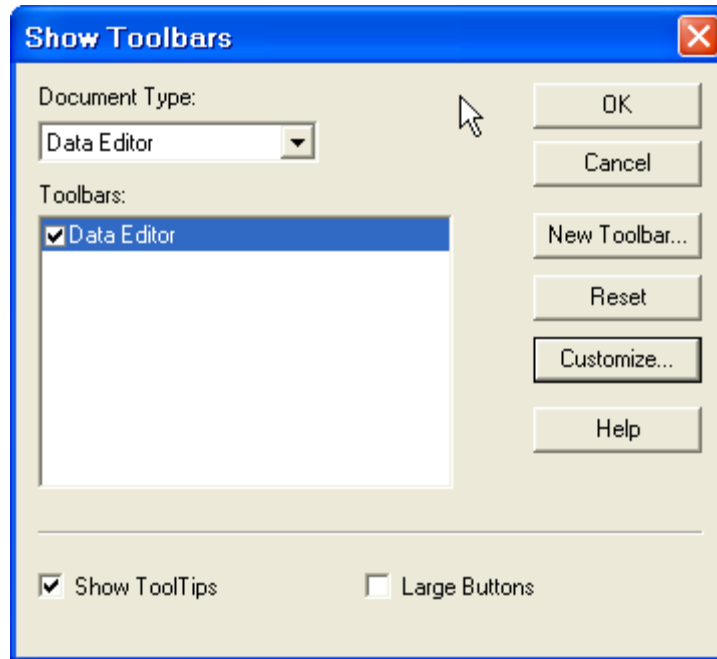 Show Toolbars
Document Type:
Data Editor
Toolbars:
Data Editor
OK
Cancel
New Toolbar...
Reset
Customize...
Help
Show ToolTips
Large Buttons